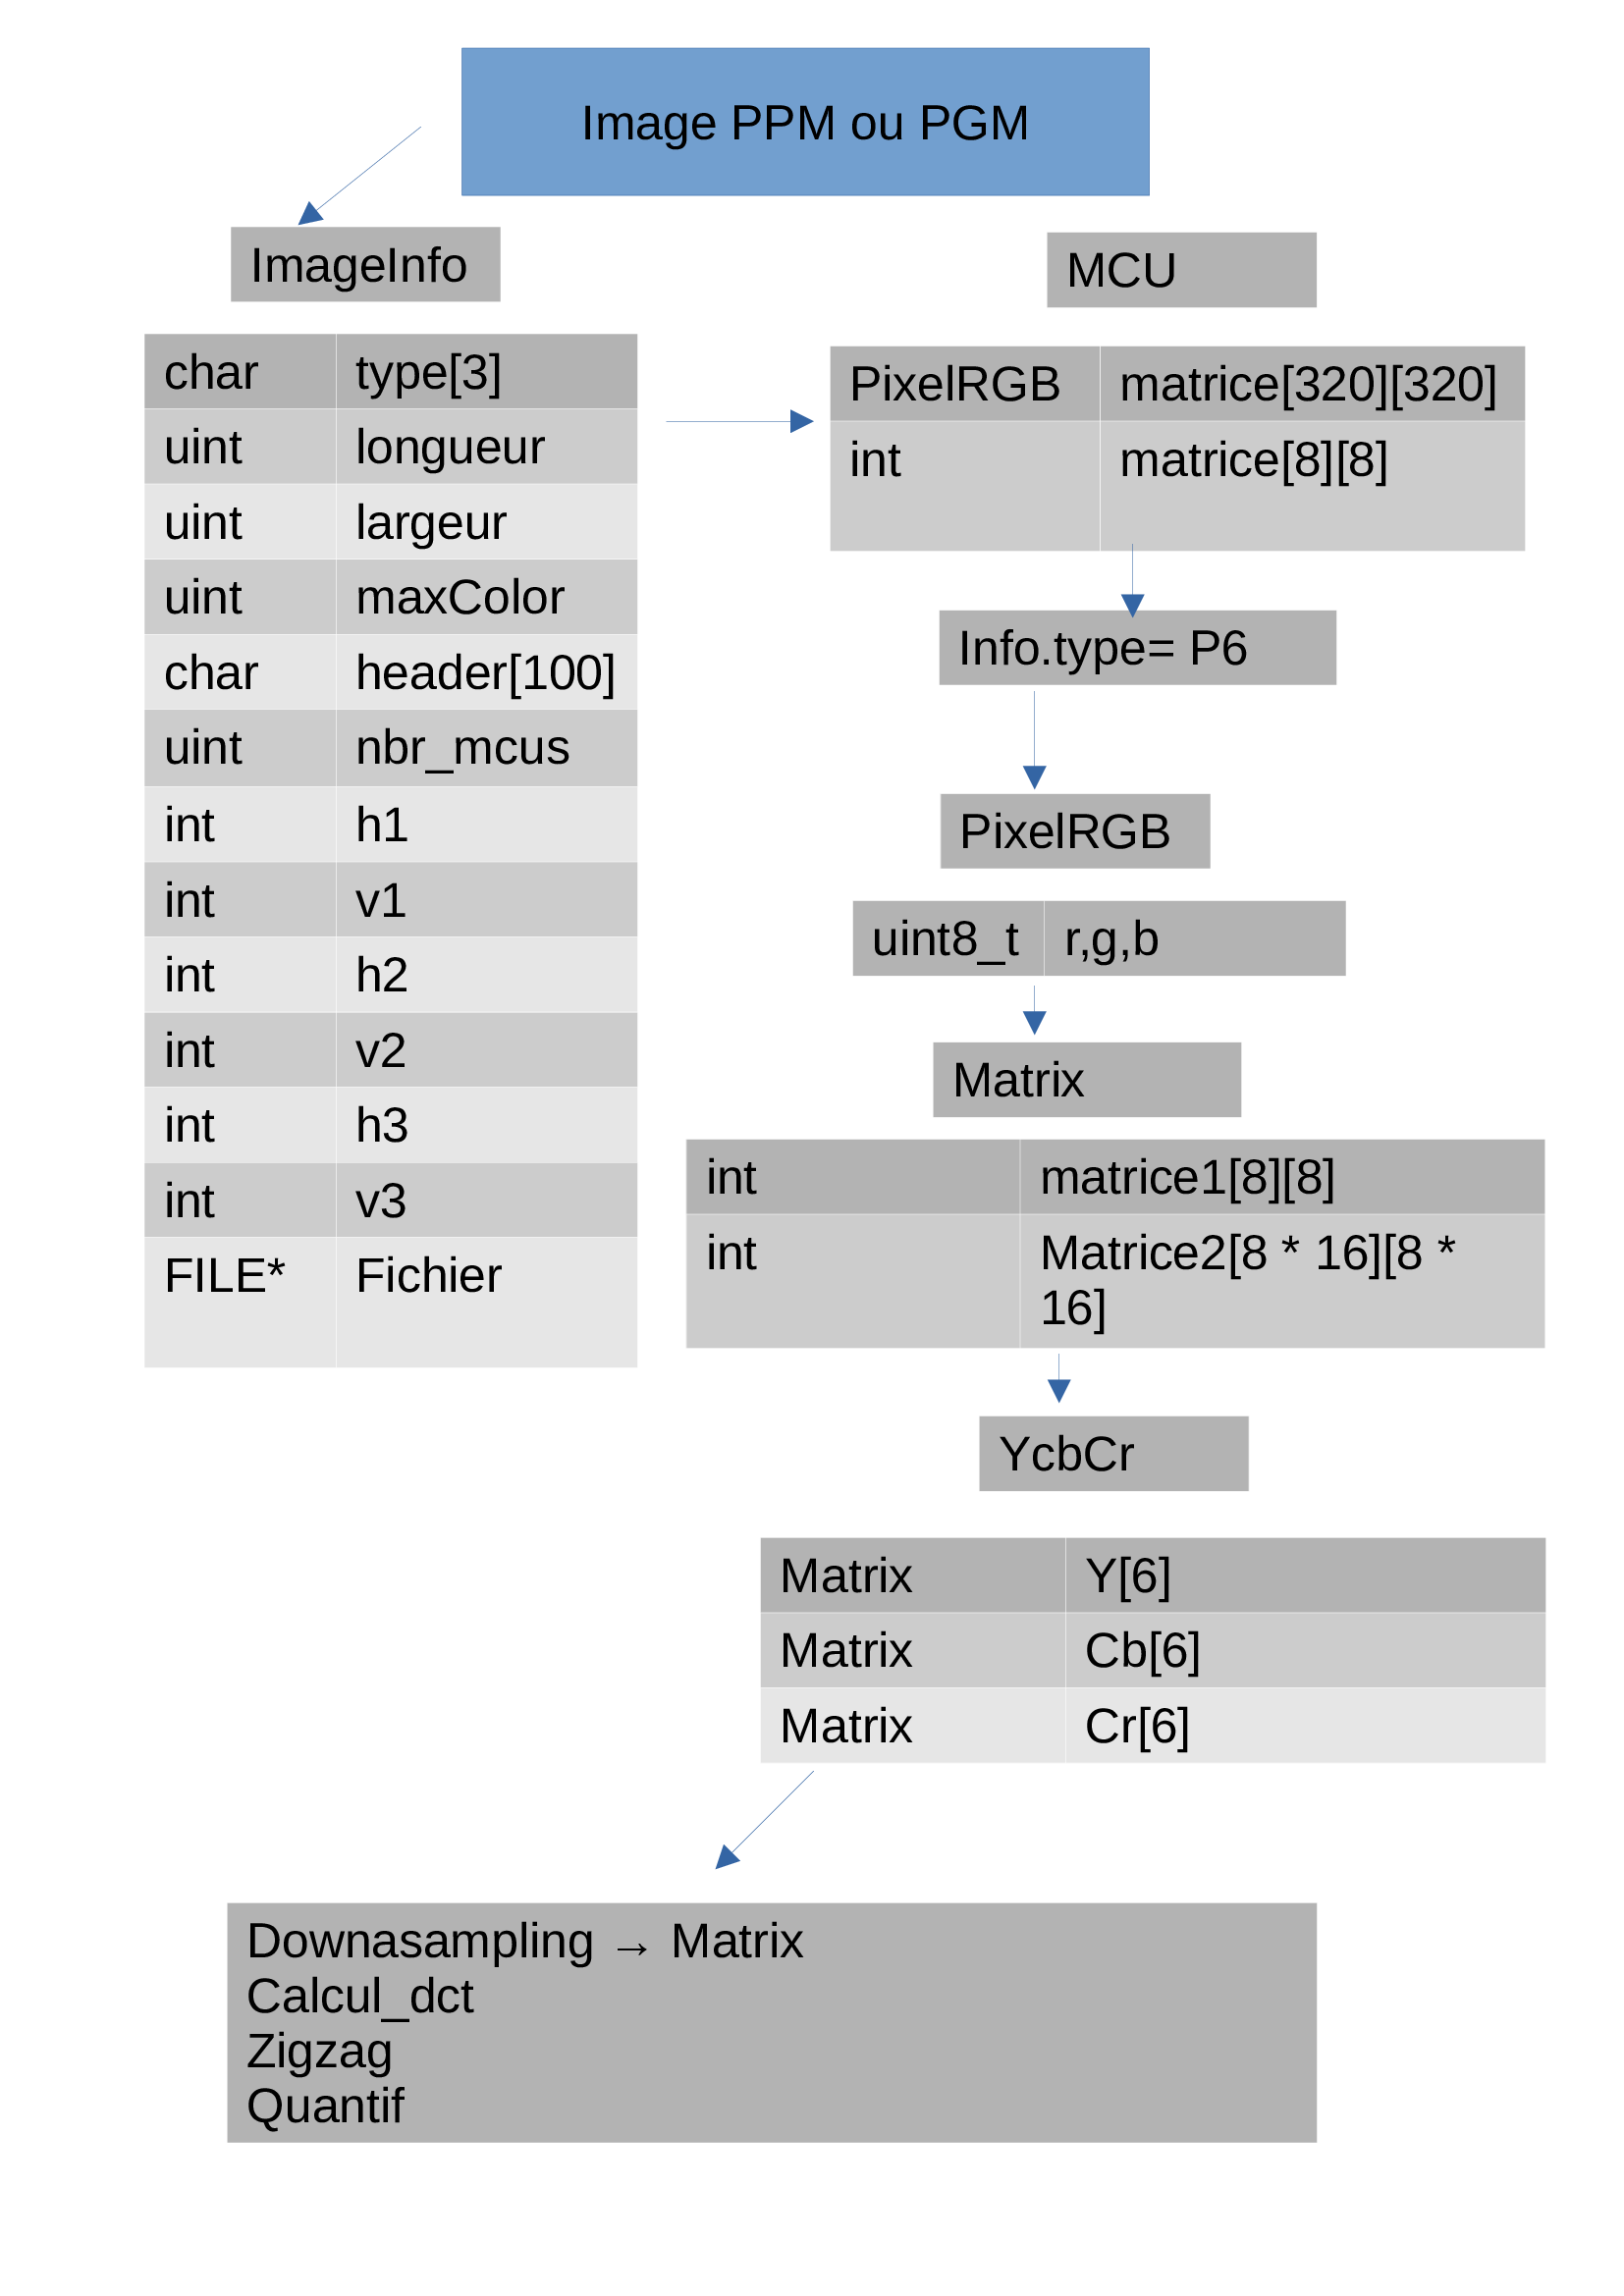 Image PPM ou PGM
ImageInfo
char type[3]
uint longueur
uint largeur
uint maxColor
char header[100]
uint nbr_mcus
int h1
int v1
int h2
int v2
int h3
int v3
FILE* Fichier
MCU
PixelRGB matrice[320][320]
int matrice[8][8]
Info.type= P6
PixelRGB
uint8_t r,g,b
Matrix
int matrice1[8][8]
int Matrice2[8 * 16][8 *
16]
YcbCr
Matrix Y[6]
Matrix Cb[6]
Matrix Cr[6]
Downasampling → Matrix
Calcul_dct
Zigzag
Quantif